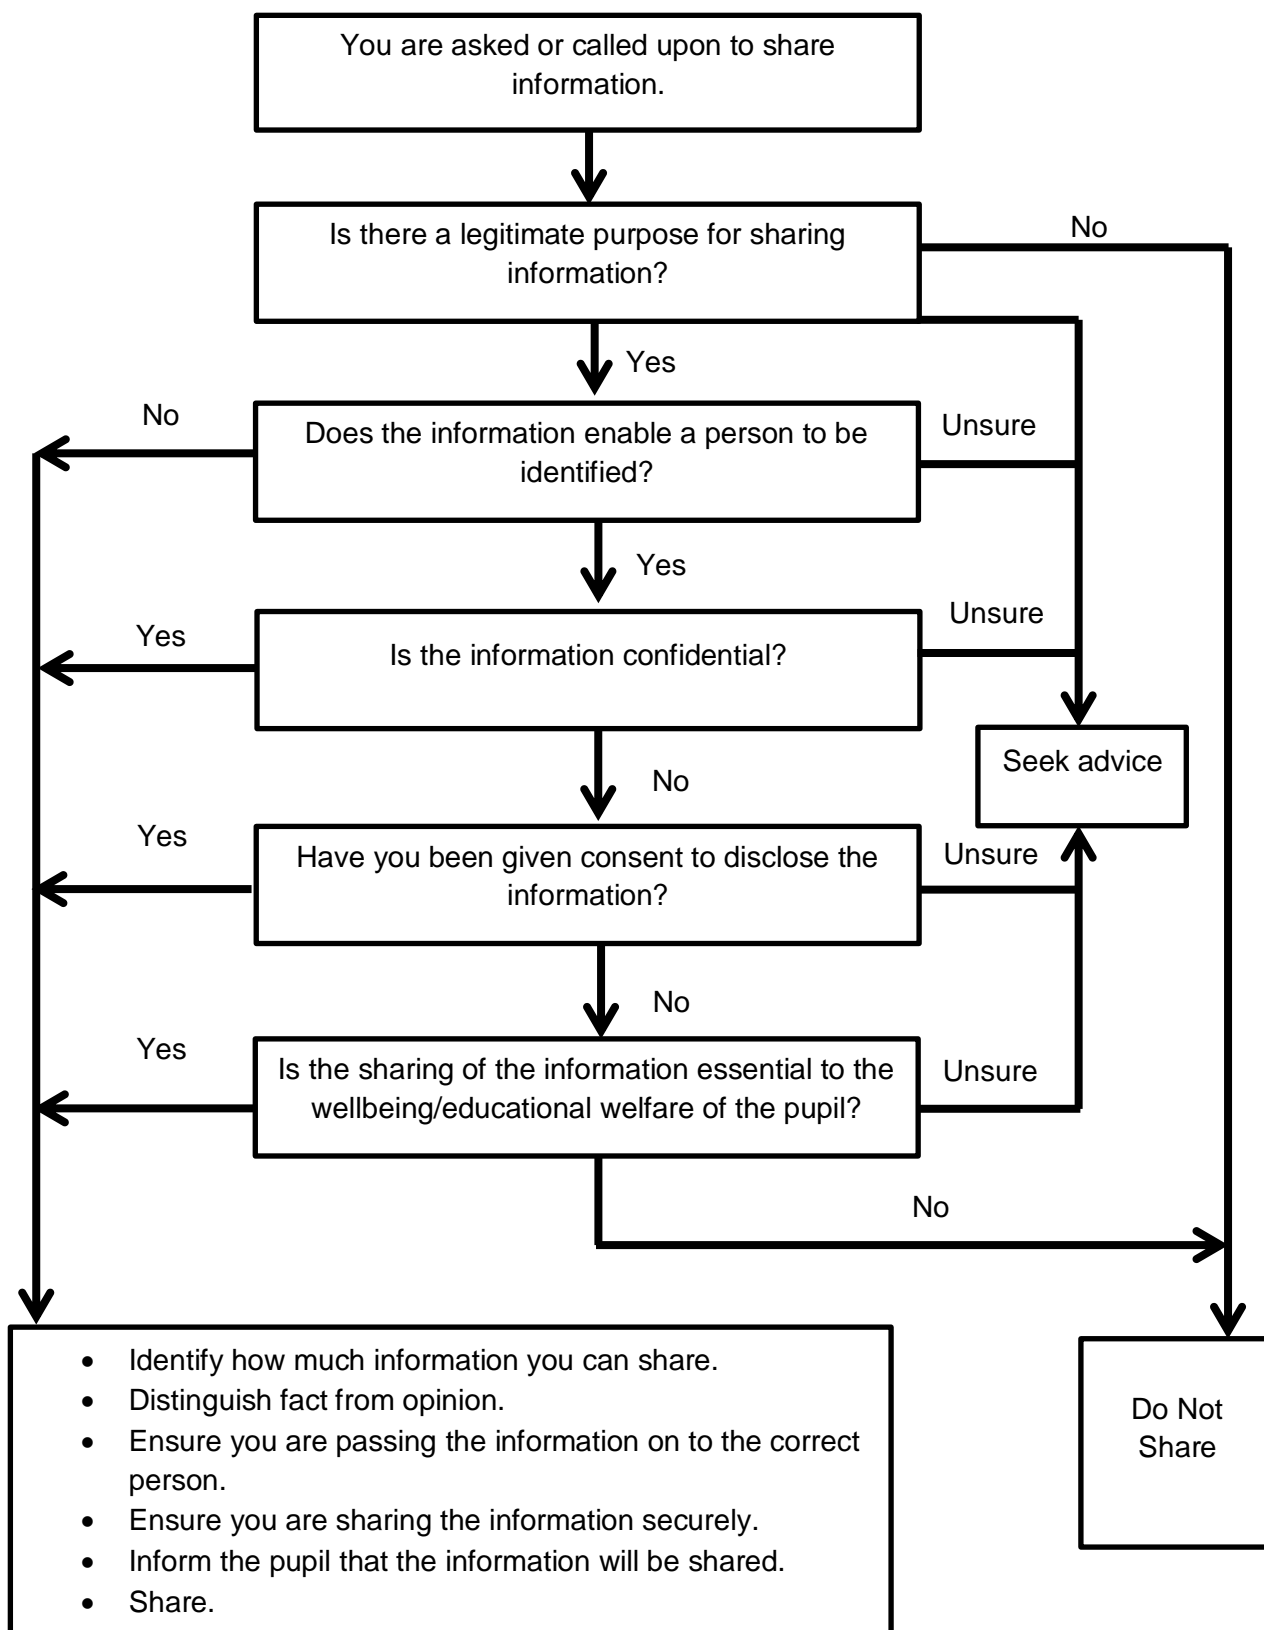 You are asked or called upon to share
information.
No
Is there a legitimate purpose for sharing
information?
Yes
No
Does the information enable a person to be
identified?
Unsure
Yes
Unsure
Yes
Is the information confidential?
Seek advice
No
Yes
Have you been given consent to disclose the
information?
Unsure
No
Yes
Is the sharing of the information essential to the
wellbeing/educational welfare of the pupil?
Unsure
No
• Identify how much information you can share.
• Distinguish fact from opinion.
• Ensure you are passing the information on to the correct
person.
• Ensure you are sharing the information securely.
• Inform the pupil that the information will be shared.
• Share.
Do Not
Share